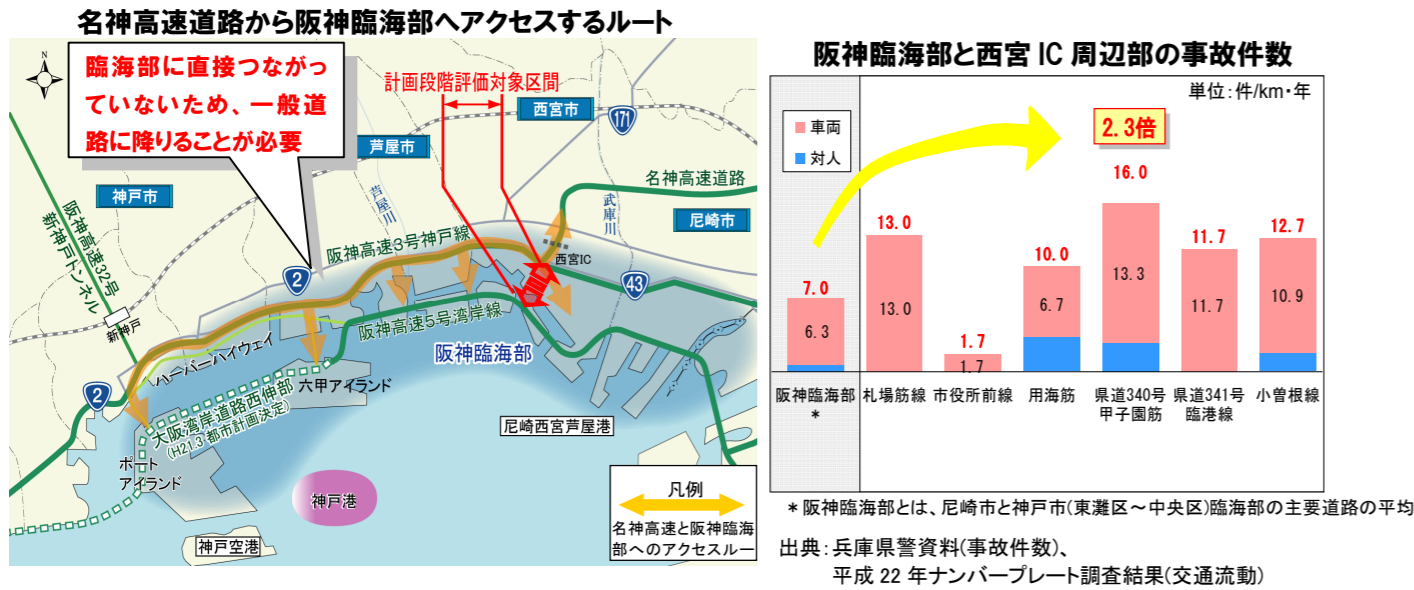 名神高速道路から阪神臨海部へアクセスするルート
N
臨海部に直接つながっ
ていないため、一般道
路に降りることが必要
計画段階評価対象区間
西宮市
171
芦屋市
神戸市
尼崎市
名神高速道路
芦屋川
武庫川
阪神高速32号
新神戸トンネル
新神戸
2
阪神高速3号神戸線
西宮IC
43
阪神高速5号湾岸線
阪神臨海部
ハーバーハイウェイ
2
六甲アイランド
大阪湾岸道路西伸部
(H21.3 都市計画決定)
尼崎西宮芦屋港
ポート
アイランド
神戸港
神戸空港
凡例
名神高速と阪神臨海
部へのアクセスルー
阪神臨海部と西宮 IC 周辺部の事故件数
単位:件/km・年
車両
対人
2.3倍
7.0
6.3
13.0
13.0
1.7
1.7
10.0
6.7
16.0
13.3
11.7
11.7
12.7
10.9
阪神臨海部
*
札場筋線
市役所前線
用海筋
県道340号
甲子園筋
県道341号
臨港線
小曽根線
* 阪神臨海部とは、尼崎市と神戸市(東灘区~中央区)臨海部の主要道路の平均
出典:兵庫県警資料(事故件数)、
平成 22 年ナンバープレート調査結果(交通流動)